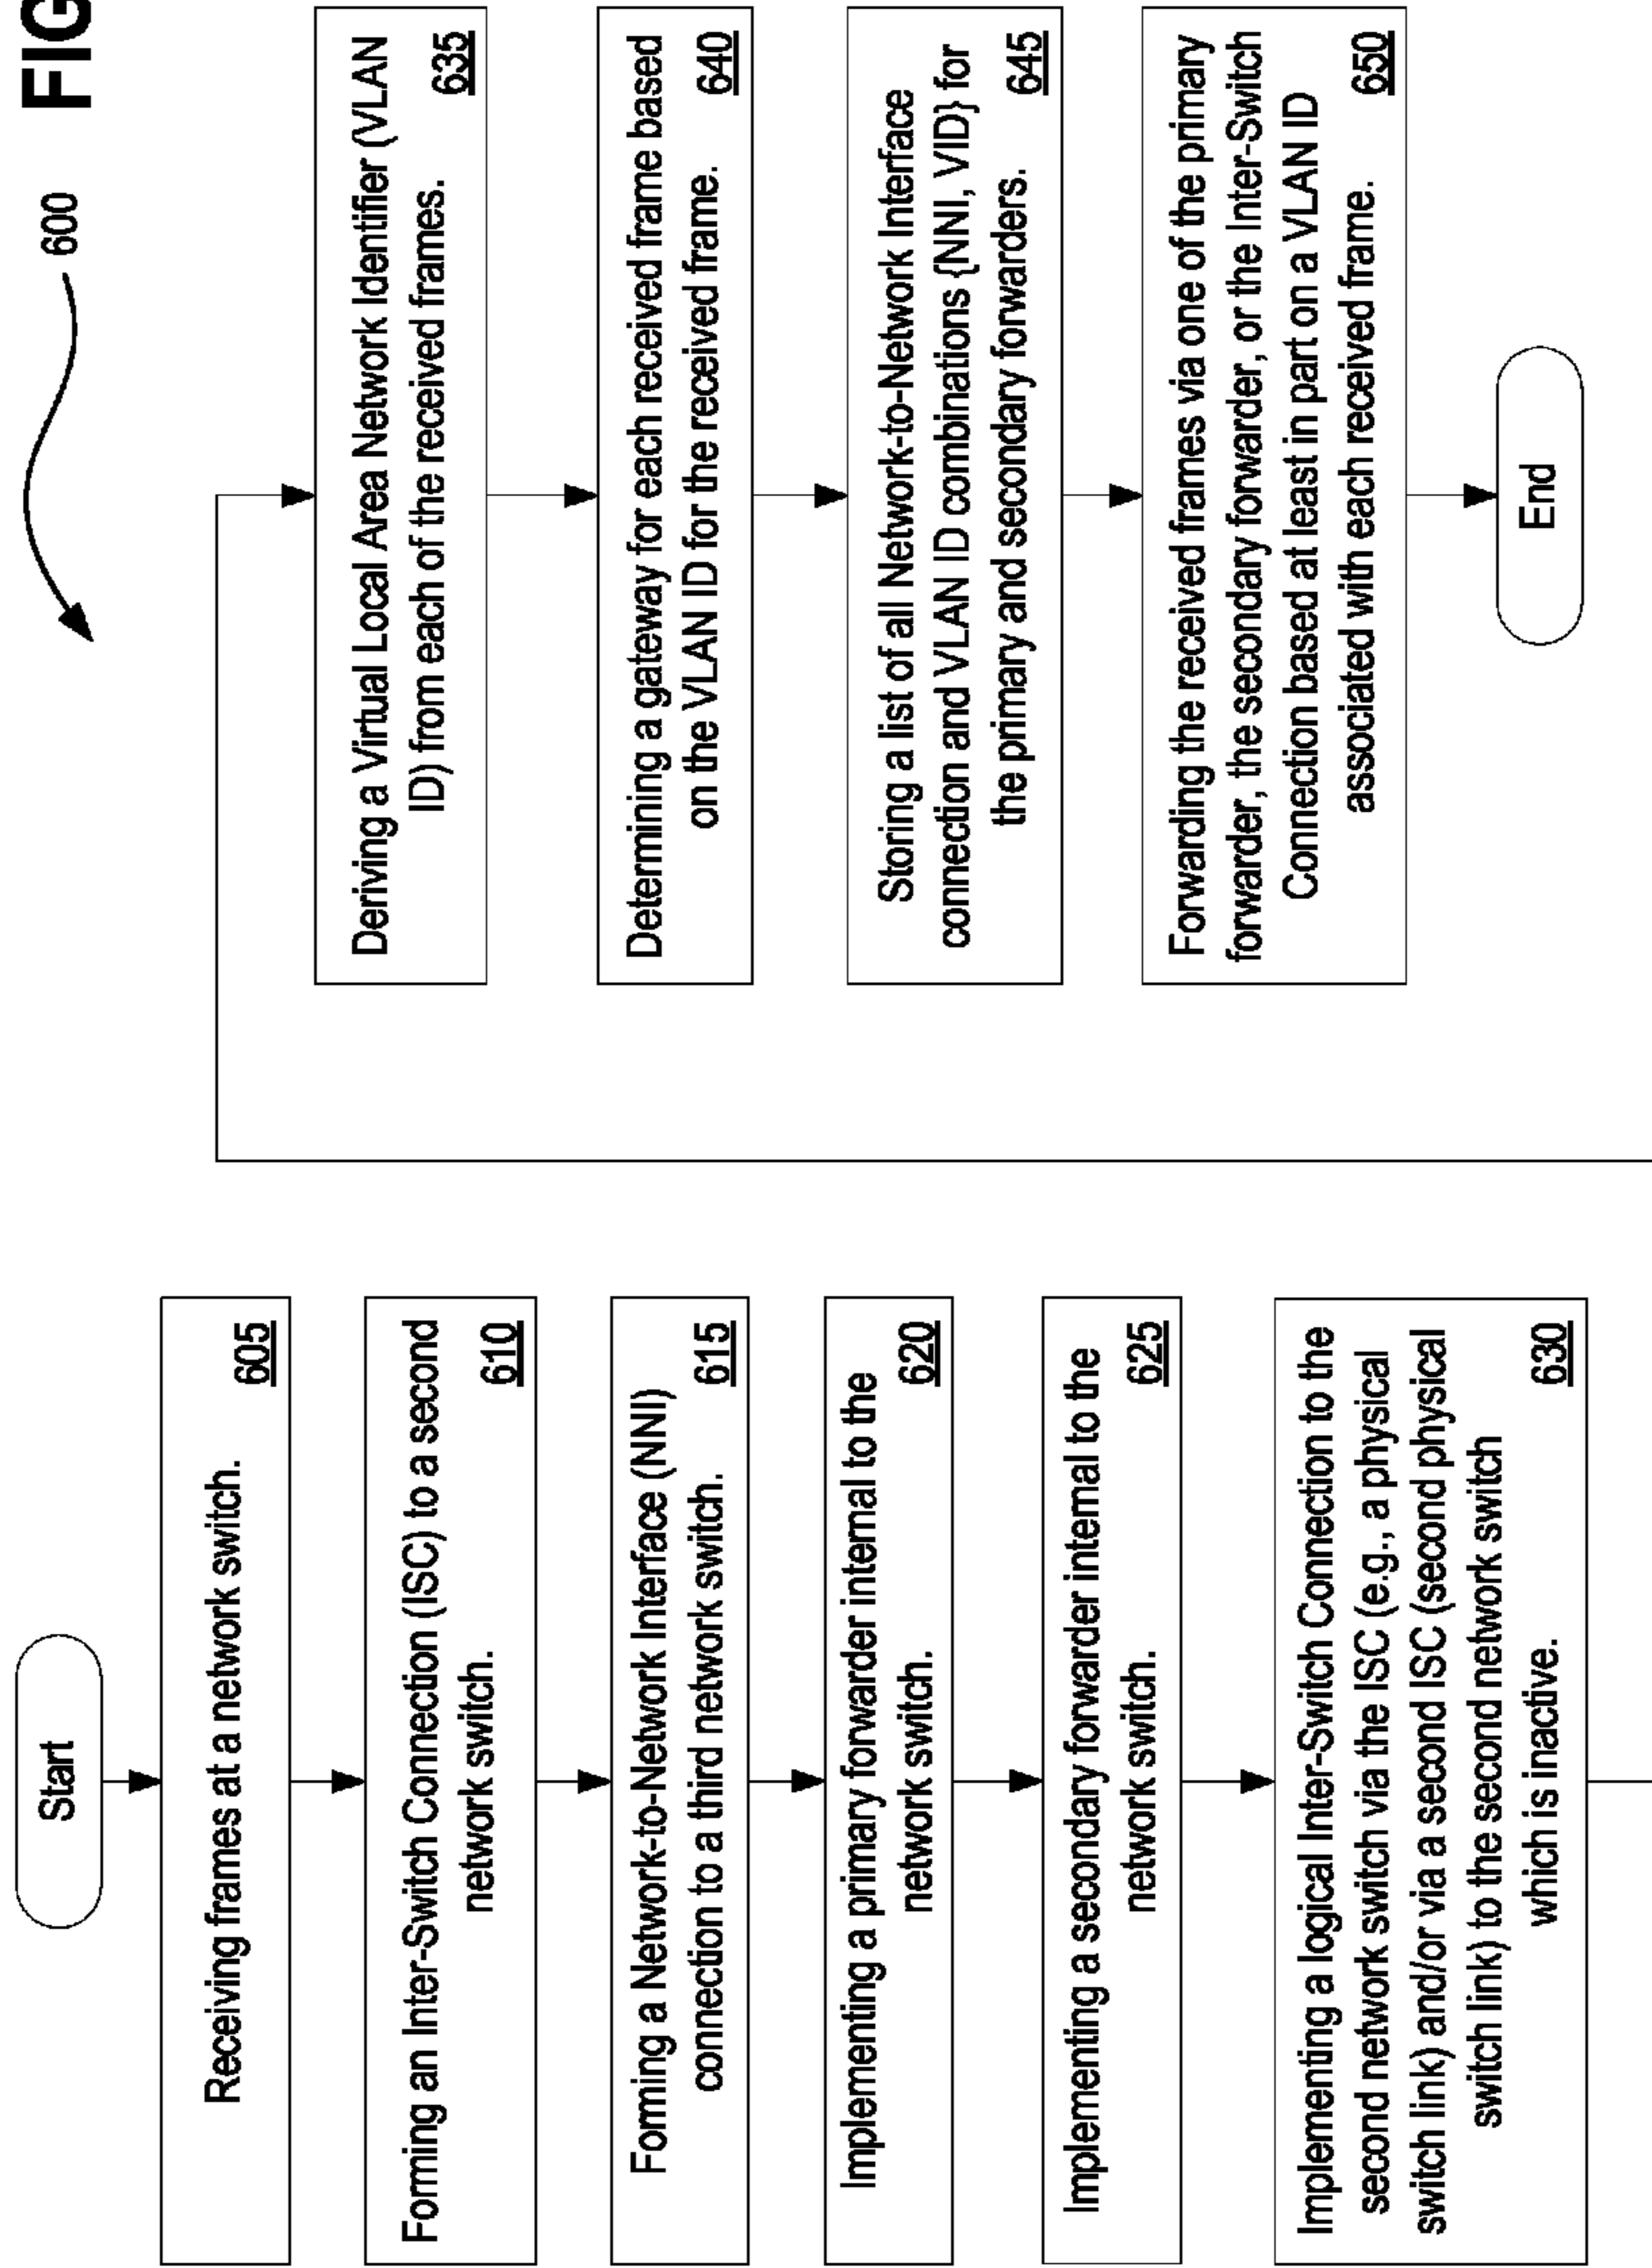 FIG
600
Start
Receiving frames at a network switch.
605
Forming an Inter-Switch Connection (ISC) to a second
network switch.
610
Forming a Network-to-Network Interface (NNI)
connection to a third network switch.
615
Implementing a primary forwarder internal to the
network switch.
620
Implementing a secondary forwarder internal to the
network switch.
625
Implementing a logical Inter-Switch Connection to the
second network switch via the ISC (e.g., a physical
switch link) and/or via a second ISC (second physical
switch link) to the second network switch
which is inactive.
630
Deriving a Virtual Local Area Network Identifier (VLAN
ID) from each of the received frames.
635
Determining a gateway for each received frame based
on the VLAN ID for the received frame.
640
Storing a list of all Network-to-Network Interface
connection and VLAN ID combinations {NNI, VID} for
the primary and secondary forwarders.
645
Forwarding the received frames via one of the primary
forwarder, the secondary forwarder, or the Inter-Switch
Connection based at least in part on a VLAN ID
associated with each received frame.
650
End